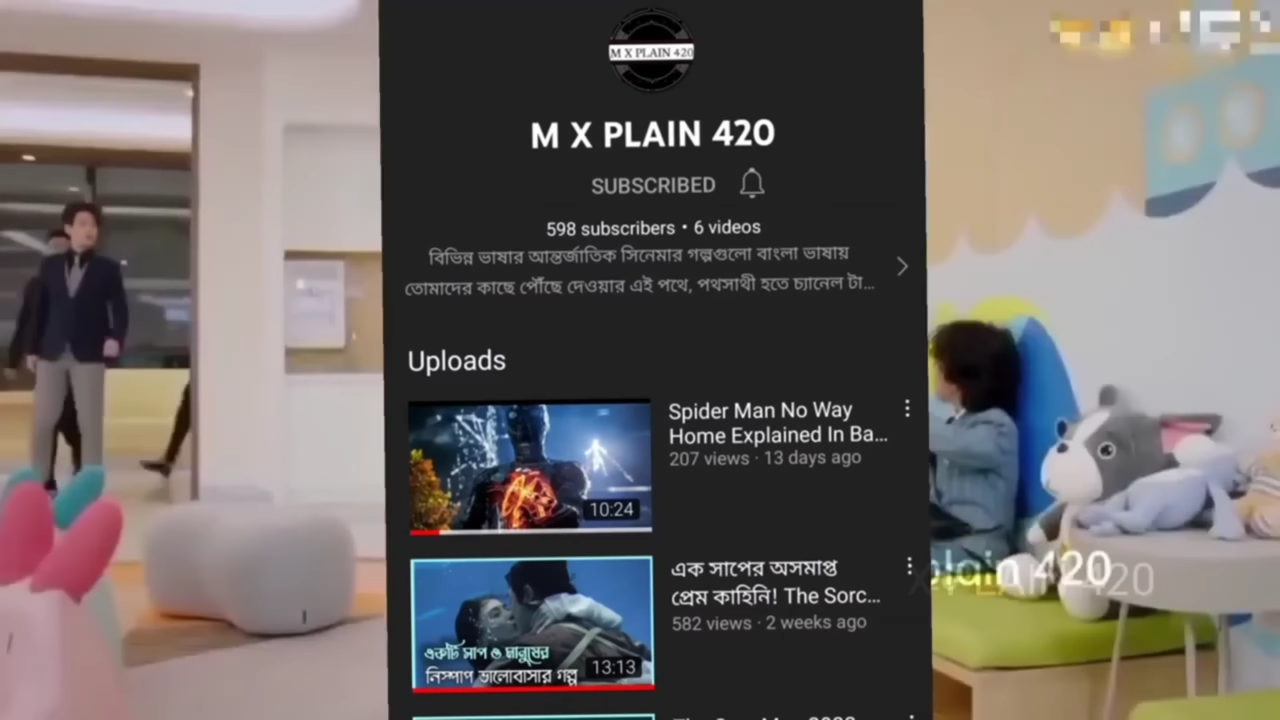 M X PLAIN 420
M X PLAIN 420
SUBSCRIBED
598 subscribers • 6 videos
বিভিন্ন ভাষার আন্তর্জাতিক সিনেমার গল্পগুলো বাংলা ভাষায়
তোমাদের কাছে পৌঁছে দেওয়ার এই পথে, পথসাথী হতে চ্যানেল টা...
Uploads
Spider Man No Way
Home Explained In Ba...
207 views · 13 days ago
10:24
এক সাপের অসমাপ্ত
প্রেম কাহিনি! The Sorc...
582 views · 2 weeks ago
একটি সাপ ও মানুষের
নিস্পাপ ভালোবাসার গল্প
13:13
plain 420